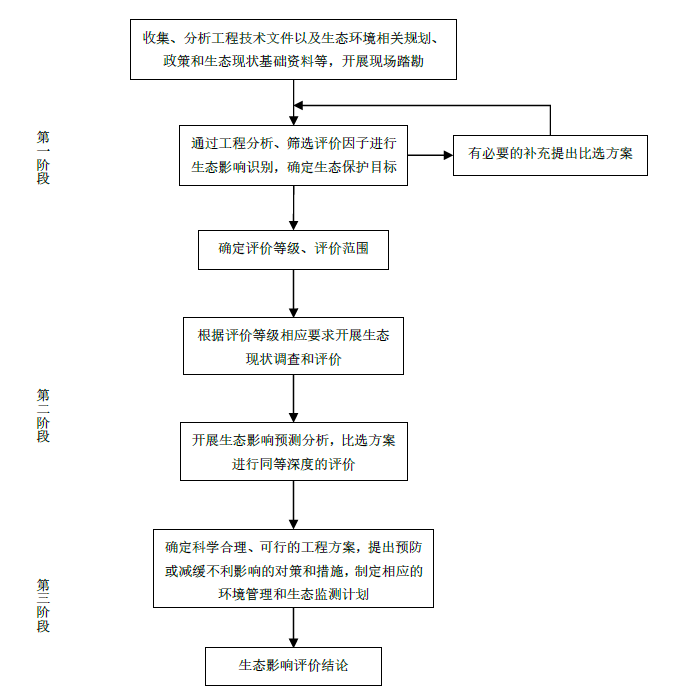 收集、分析工程技术文件以及生态环境相关规划、
政策和生态现状基础资料等，开展现场踏勘
第一阶段
通过工程分析、筛选评价因子进行
生态影响识别，确定生态保护目标
有必要的补充提出比选方案
确定评价等级、评价范围
根据评价等级相应要求开展生态
现状调查和评价
第二阶段
开展生态影响预测分析，比选方案
进行同等深度的评价
确定科学合理、可行的工程方案，提出预防
或减缓不利影响的对策和措施，制定相应的
环境管理和生态监测计划
第三阶段
生态影响评价结论